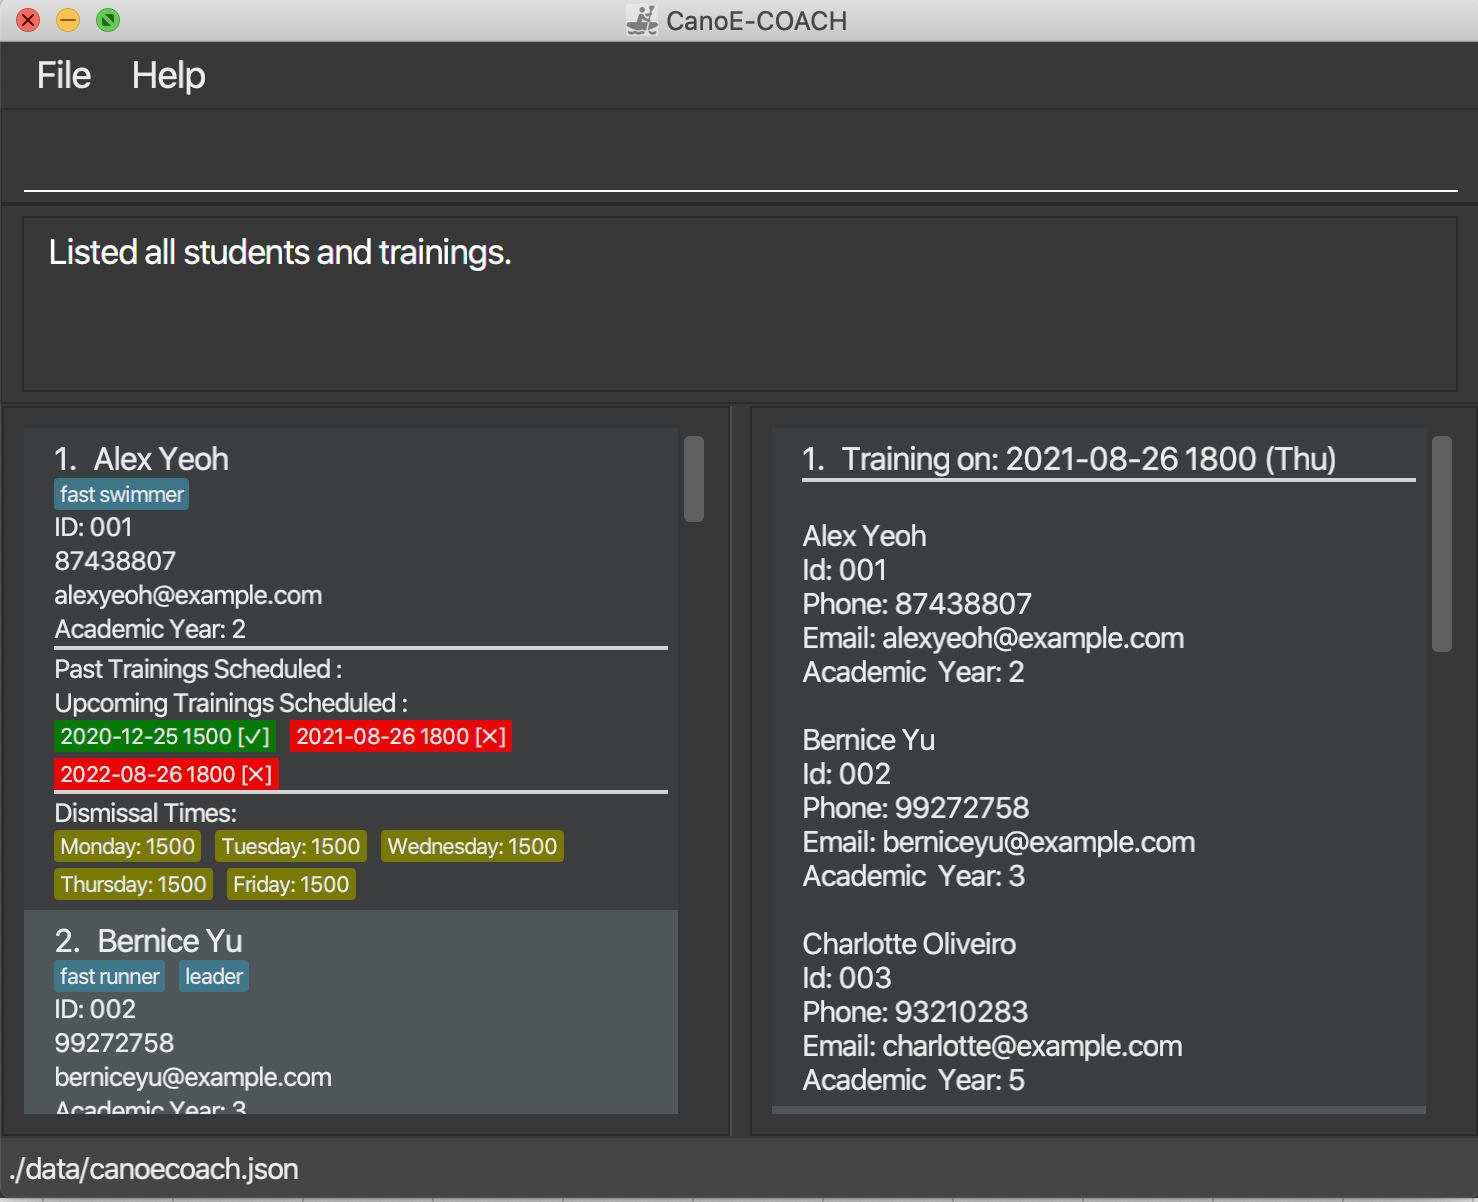 CanoE-COACH
File Help
Listed all students and trainings.
1. Alex Yeoh
fast swimmer
ID: 001
87438807
alexyeoh@example.com
Academic Year: 2
Past Trainings Scheduled :
Upcoming Trainings Scheduled :
2020-12-25 1500 [✓] 2021-08-26 1800 [✕]
2022-08-26 1800 [✕]
Dismissal Times:
Monday: 1500 Tuesday: 1500 Wednesday: 1500
Thursday: 1500 Friday: 1500
2. Bernice Yu
fast runner leader
ID: 002
99272758
berniceyu@example.com
Academic Year: 3
1. Training on: 2021-08-26 1800 (Thu)
Alex Yeoh
Id: 001
Phone: 87438807
Email: alexyeoh@example.com
Academic Year: 2
Bernice Yu
Id: 002
Phone: 99272758
Email: berniceyu@example.com
Academic Year: 3
Charlotte Oliveiro
Id: 003
Phone: 93210283
Email: charlotte@example.com
Academic Year: 5
./data/canoecoach.json